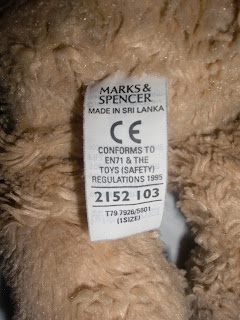 MARKS &
SPENCER
MADE IN SRI LANKA
CE
CONFORMS TO
EN71 & THE
TOYS (SAFETY)
REGULATIONS 1995
2152 103
T79 7926/5801
(1SIZE)